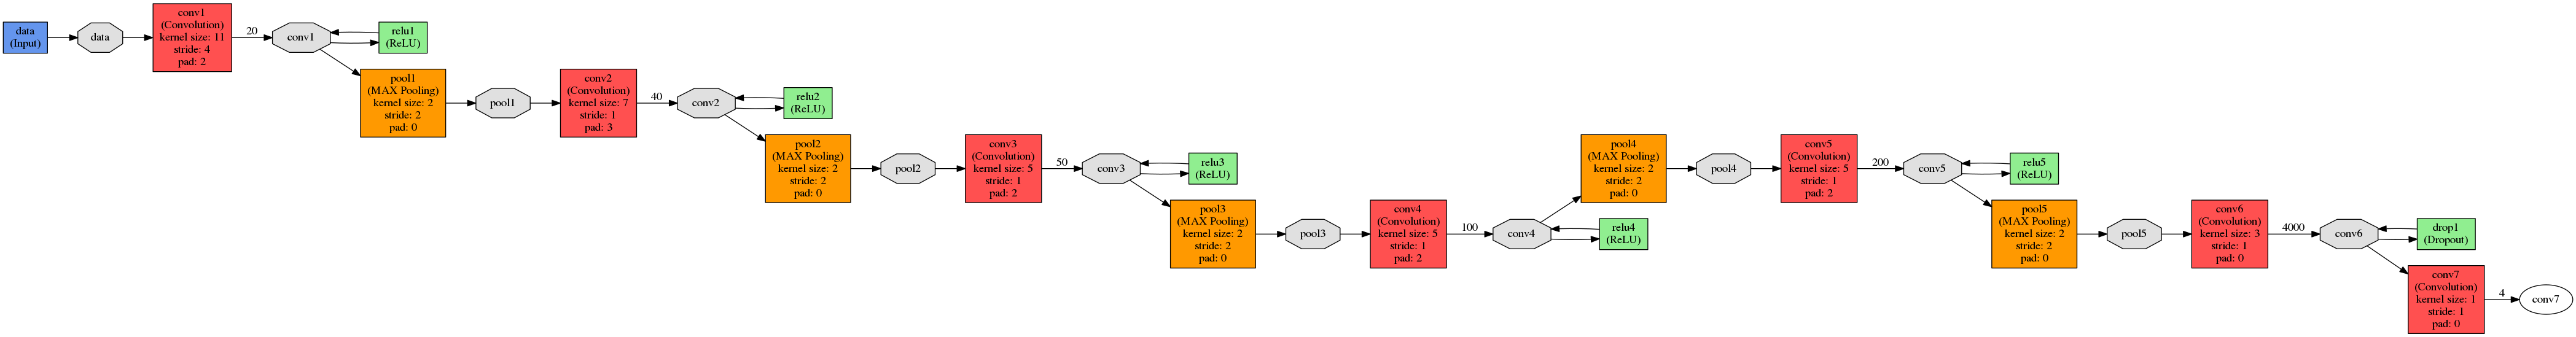 data
(Input)
data
conv1
(Convolution)
kernel size: 11
stride: 4
pad: 2
20
conv1
relu1
(ReLU)
pool1
(MAX Pooling)
kernel size: 2
stride: 2
pad: 0
pool1
conv2
(Convolution)
kernel size: 7
stride: 1
pad: 3
40
conv2
relu2
(ReLU)
pool2
(MAX Pooling)
kernel size: 2
stride: 2
pad: 0
pool2
conv3
(Convolution)
kernel size: 5
stride: 1
pad: 2
50
conv3
relu3
(ReLU)
pool3
(MAX Pooling)
kernel size: 2
stride: 2
pad: 0
pool3
conv4
(Convolution)
kernel size: 5
stride: 1
pad: 2
100
conv4
relu4
(ReLU)
pool4
(MAX Pooling)
kernel size: 2
stride: 2
pad: 0
pool4
conv5
(Convolution)
kernel size: 5
stride: 1
pad: 2
200
conv5
relu5
(ReLU)
pool5
(MAX Pooling)
kernel size: 2
stride: 2
pad: 0
pool5
conv6
(Convolution)
kernel size: 3
stride: 1
pad: 0
4000
conv6
drop1
(Dropout)
conv7
(Convolution)
kernel size: 1
stride: 1
pad: 0
4
conv7